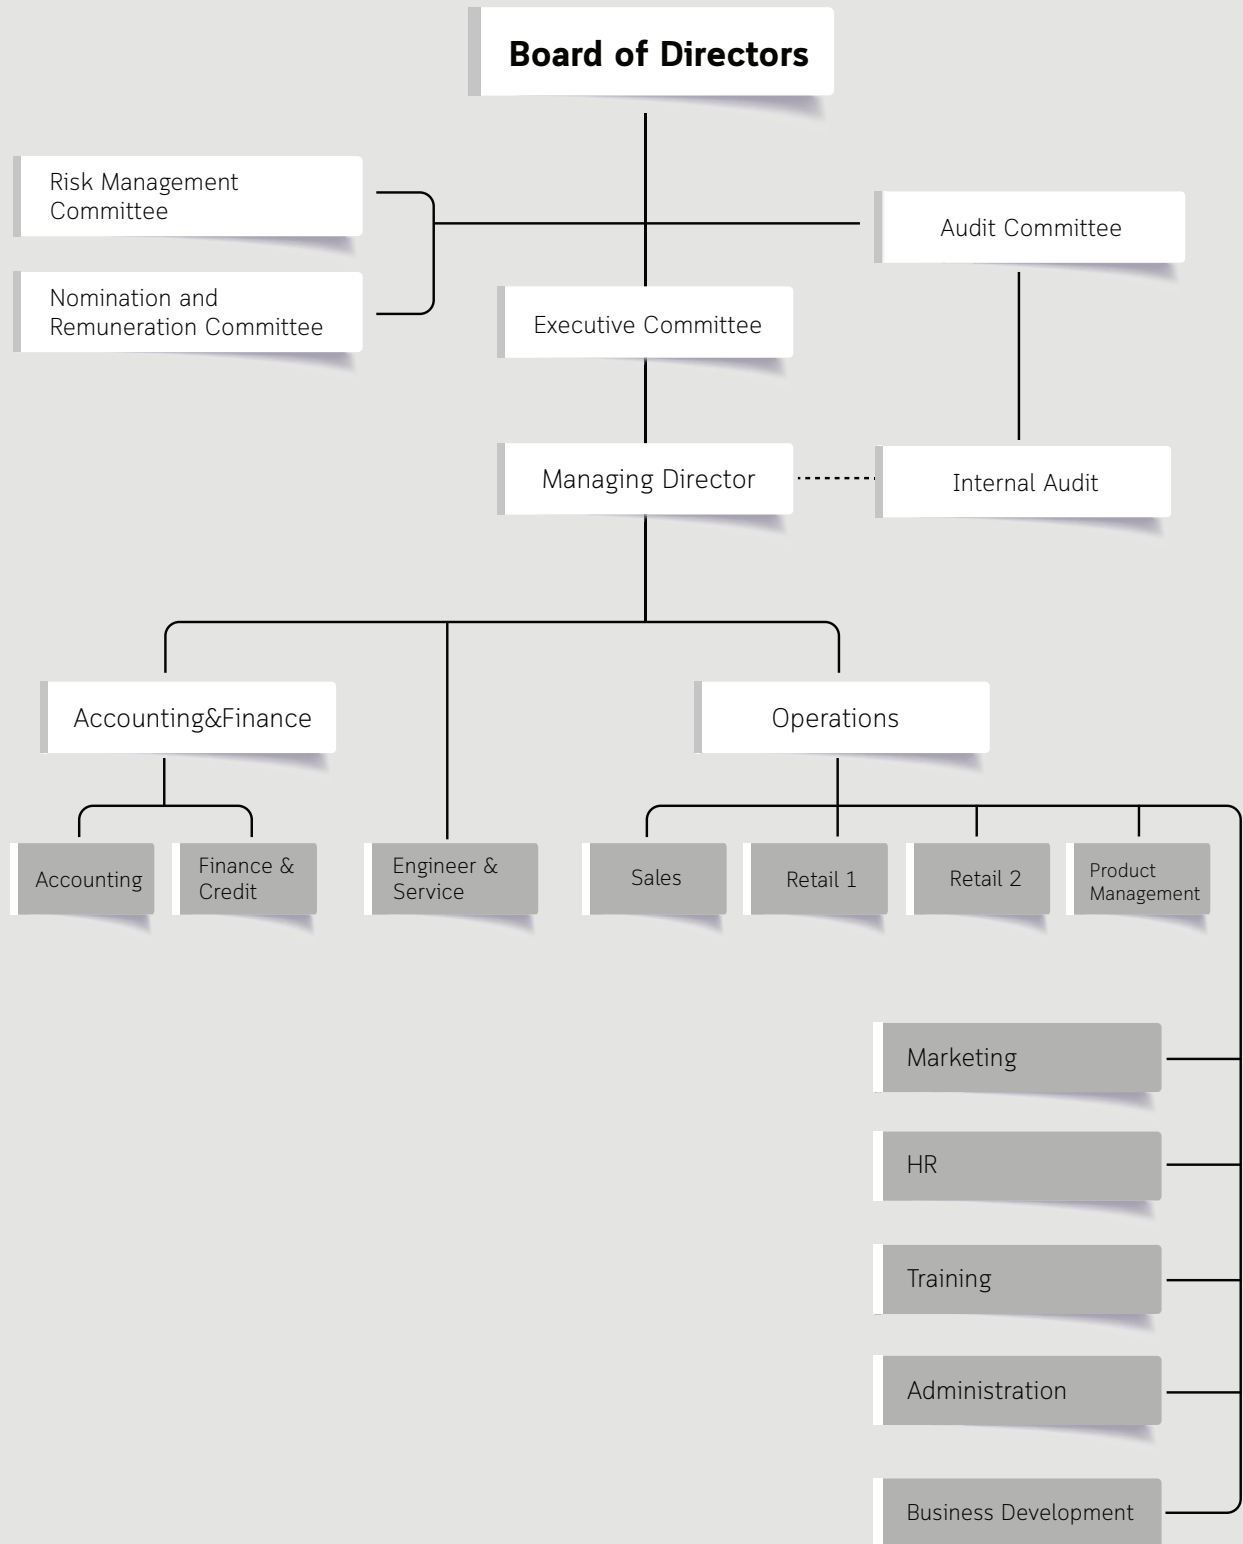 Board of Directors
Risk Management
Committee
Audit Committee
Nomination and
Remuneration Committee
Executive Committee
Managing Director
Internal Audit
Accounting&Finance
Operations
Accounting
Finance &
Credit
Engineer &
Service
Sales
Retail 1
Retail 2
Product
Management
Marketing
HR
Training
Administration
Business Development